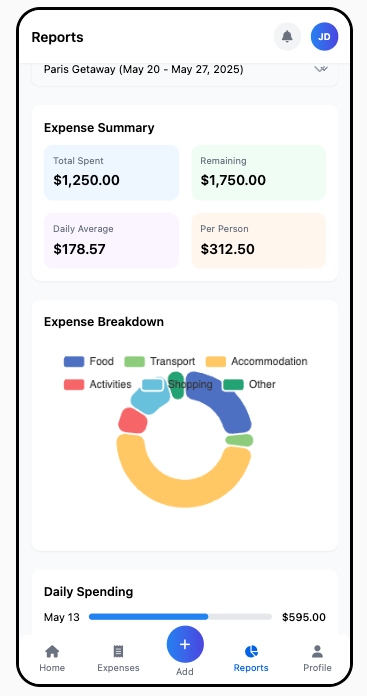 Reports
JD
Paris Getaway (May 20 - May 27, 2025)
Expense Summary
Total Spent
$1,250.00
Remaining
$1,750.00
Daily Average
$178.57
Per Person
$312.50
Expense Breakdown
Food Transport Accommodation
Activities Shopping Other
Daily Spending
May 13 $595.00
Home Expenses Add Reports Profile